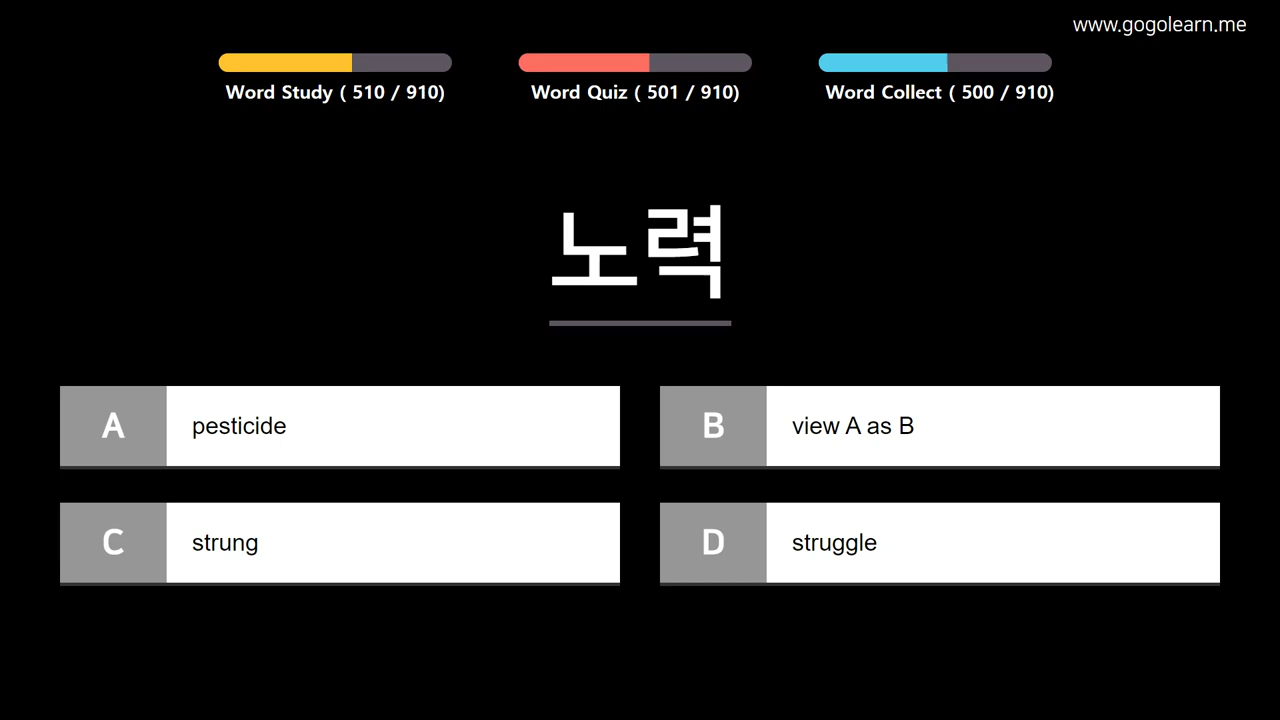 www.gogolearn.me
Word Study ( 510 / 910)
Word Quiz ( 501 / 910)
Word Collect ( 500 / 910)
노력
A pesticide
B view A as B
C strung
D struggle